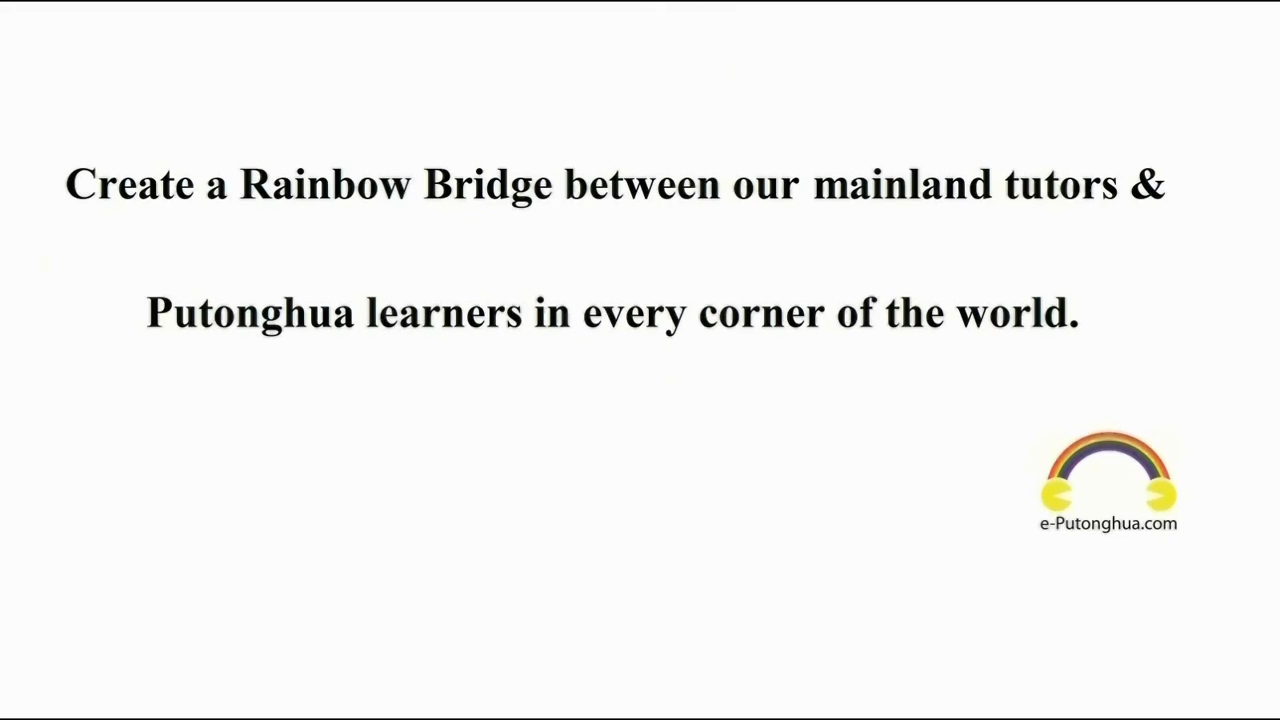 Create a Rainbow Bridge between our mainland tutors &
Putonghua learners in every corner of the world.
e-Putonghua.com